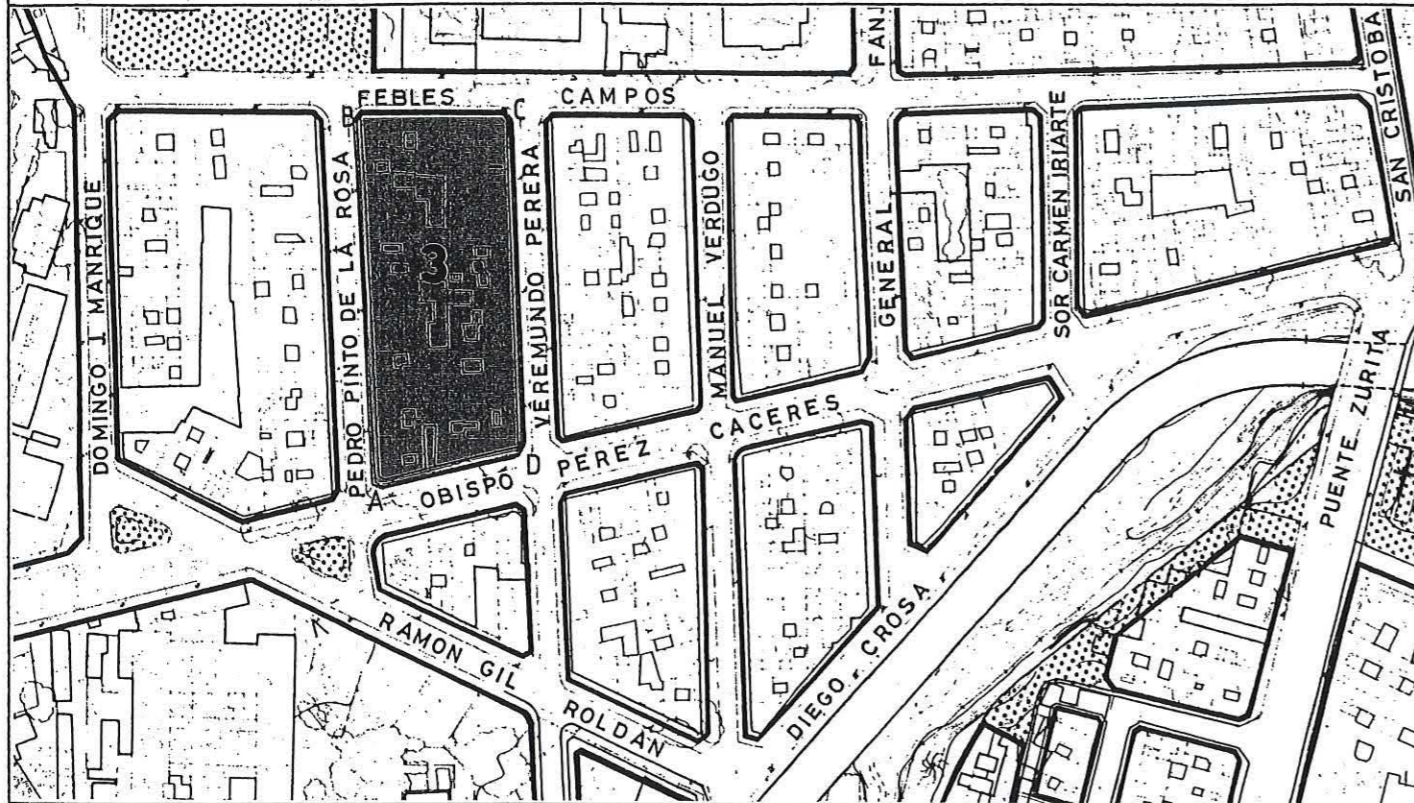 FANJ
SAN CRISTOBA
FEBLES CAMPOS
B
C
DOMINGO J MANRIQUE
PEDRO PINTO DE LA ROSA
3
VEREMUNDO PERERA
MANUEL VERDUGO
GENERAL
SOR CARMEN IRIARTE
A
D
OBISPO PEREZ CACERES
PUENTE ZURITA
RAMON GIL ROLDAN
DIEGO CROSA